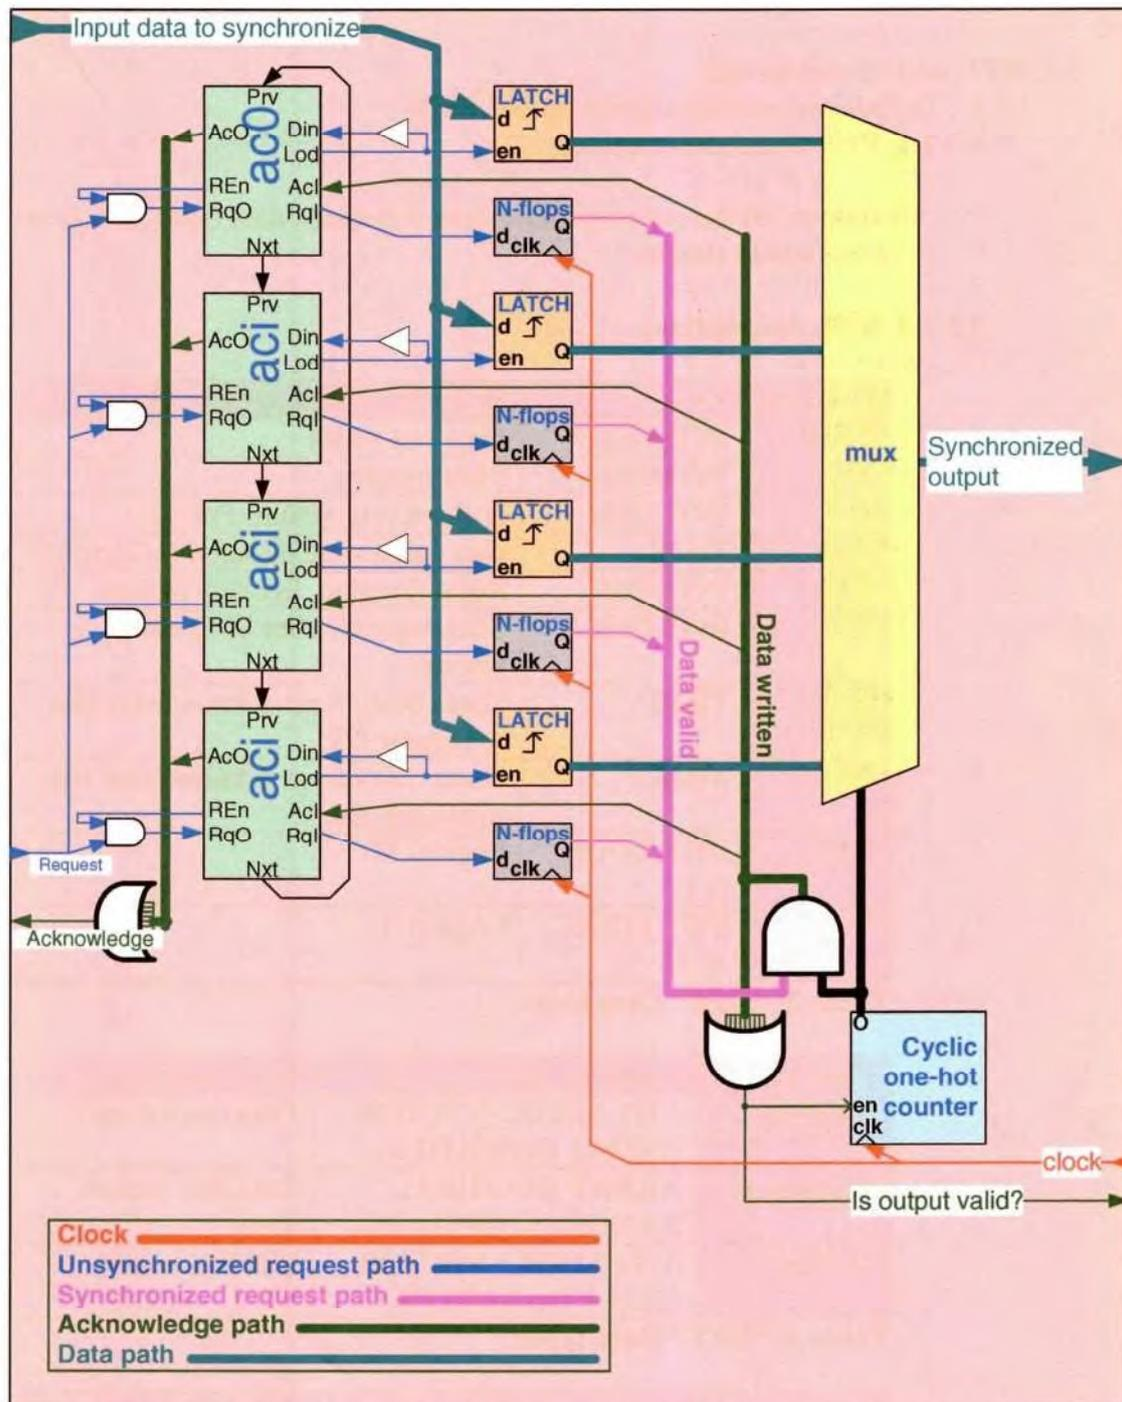 Input data to synchronize
Prv
AcO
ac0
Din
Lod
REn
AcI
RqO
RqI
Nxt
LATCH
d
en
Q
N-flops
Q
d
clk
Prv
AcO
aci
Din
Lod
REn
AcI
RqO
RqI
Nxt
LATCH
d
en
Q
N-flops
Q
d
clk
Prv
AcO
aci
Din
Lod
REn
AcI
RqO
RqI
Nxt
LATCH
d
en
Q
N-flops
Q
d
clk
Prv
AcO
aci
Din
Lod
REn
AcI
RqO
RqI
Nxt
LATCH
d
en
Q
N-flops
Q
d
clk
mux
Synchronized
output
Data valid
Data written
Request
Acknowledge
O
Cyclic
one-hot
counter
en
clk
clock
Is output valid?
Clock
Unsynchronized request path
Synchronized request path
Acknowledge path
Data path